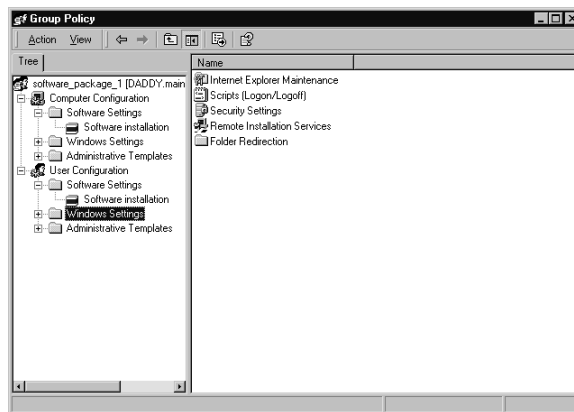 Group Policy
Action View
Tree
software_package_1 [DADDY.main
Computer Configuration
Software Settings
Software installation
Windows Settings
Administrative Templates
User Configuration
Software Settings
Software installation
Windows Settings
Administrative Templates
Name
Internet Explorer Maintenance
Scripts (Logon/Logoff)
Security Settings
Remote Installation Services
Folder Redirection